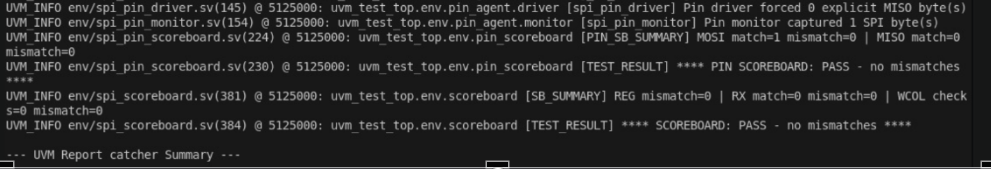 UVM_INFO env/spi_pin_driver.sv(145) @ 5125000: uvm_test_top.env.pin_agent.driver [spi_pin_driver] Pin driver forced 0 explicit MISO byte(s)
UVM_INFO env/spi_pin_monitor.sv(154) @ 5125000: uvm_test_top.env.pin_agent.monitor [spi_pin_monitor] Pin monitor captured 1 SPI byte(s)
UVM_INFO env/spi_pin_scoreboard.sv(224) @ 5125000: uvm_test_top.env.pin_scoreboard [PIN_SB_SUMMARY] MOSI match=1 mismatch=0 | MISO match=0
mismatch=0
UVM_INFO env/spi_pin_scoreboard.sv(230) @ 5125000: uvm_test_top.env.pin_scoreboard [TEST_RESULT] **** PIN SCOREBOARD: PASS - no mismatches
****
UVM_INFO env/spi_scoreboard.sv(381) @ 5125000: uvm_test_top.env.scoreboard [SB_SUMMARY] REG mismatch=0 | RX match=0 mismatch=0 | WCOL check
s=0 mismatch=0
UVM_INFO env/spi_scoreboard.sv(384) @ 5125000: uvm_test_top.env.scoreboard [TEST_RESULT] **** SCOREBOARD: PASS - no mismatches ****
--- UVM Report catcher Summary ---